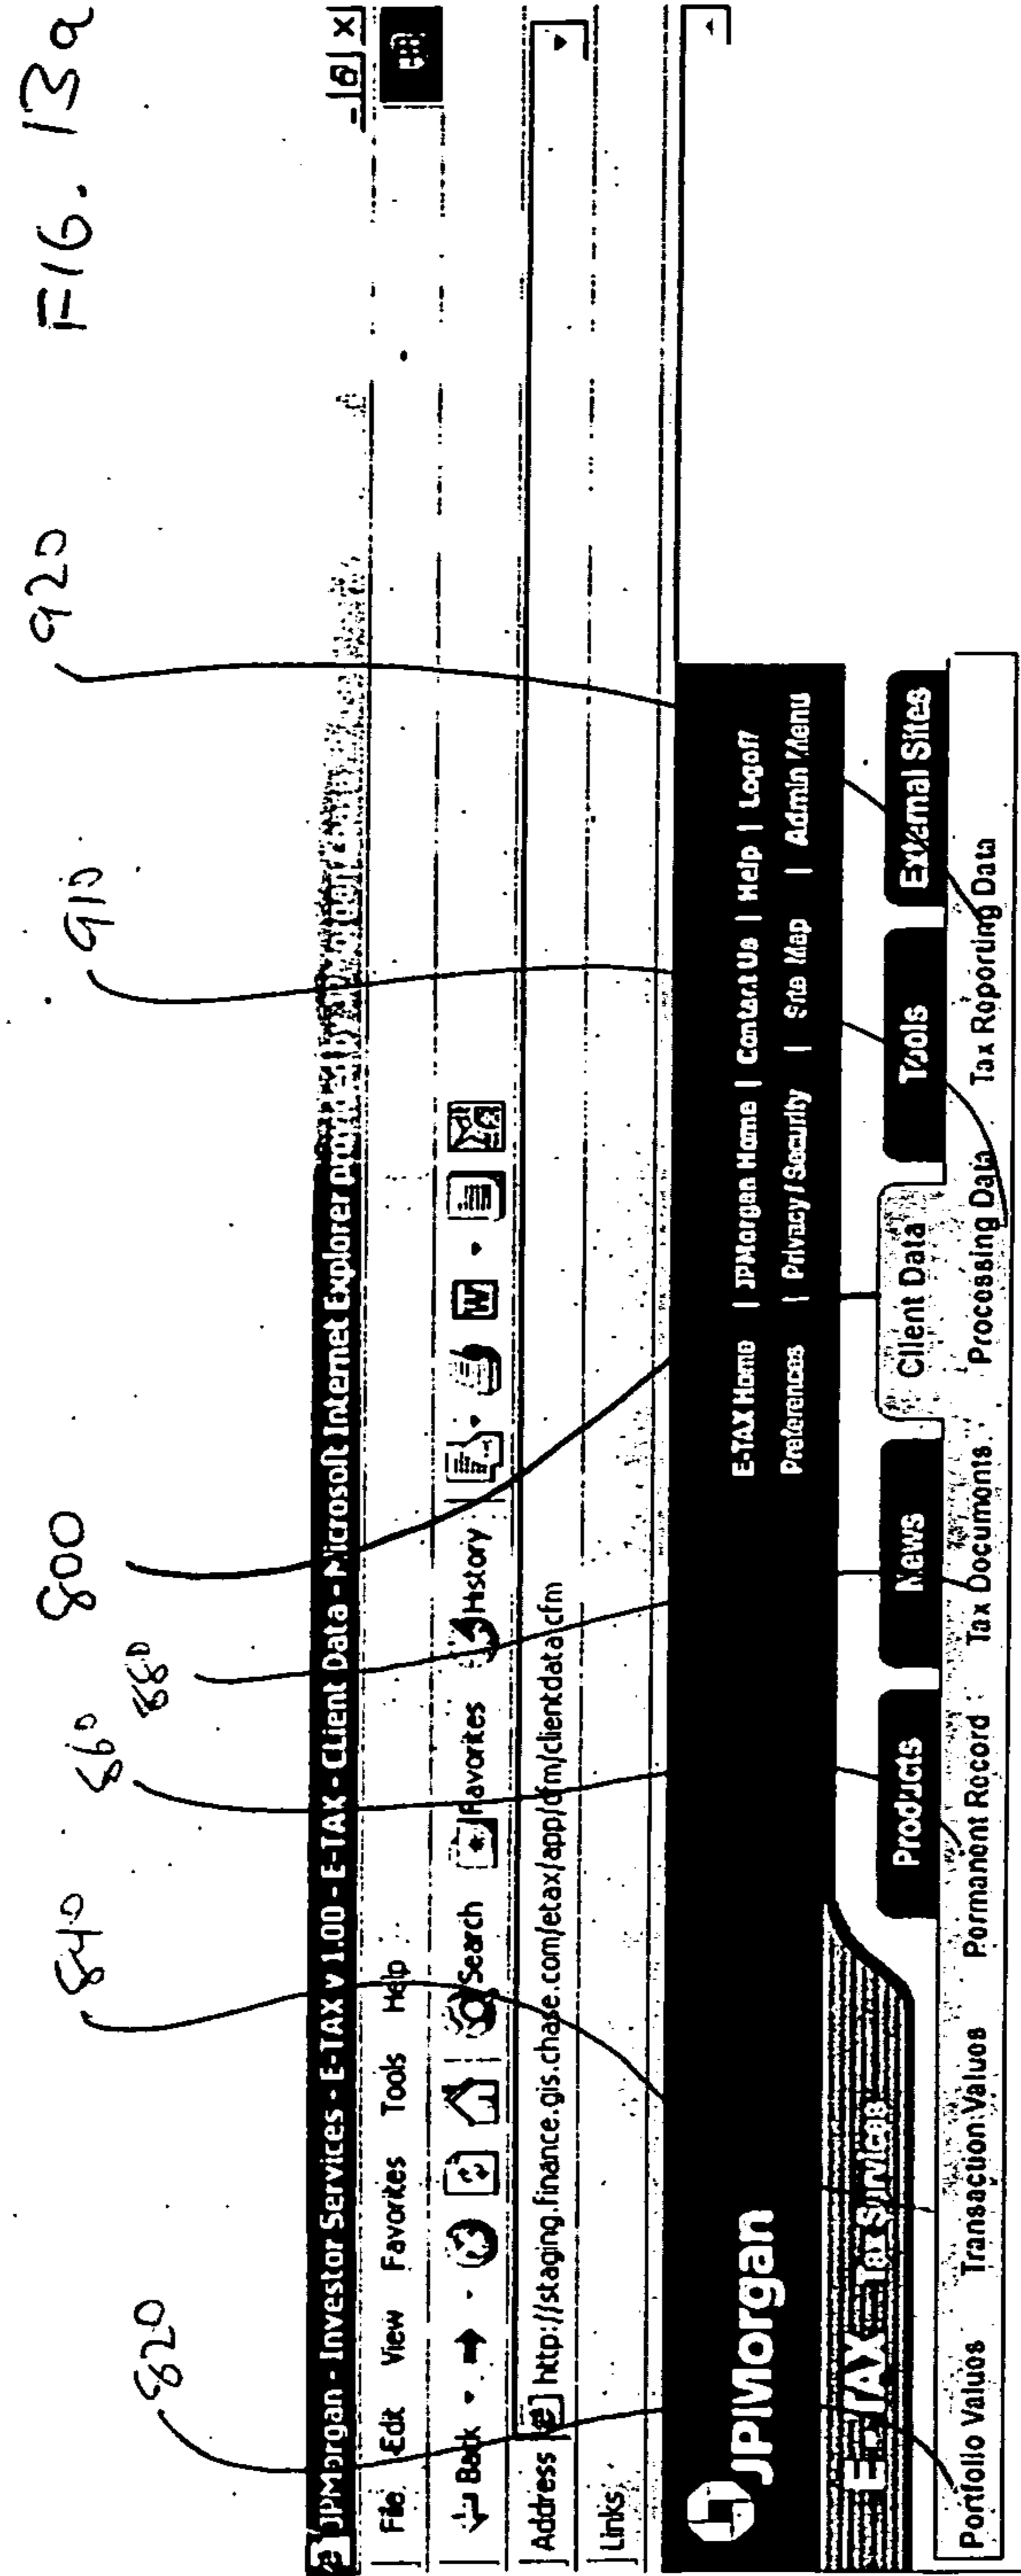 FIG. 13a
820 840 860 880 800 910 920
JPMorgan - Investor Services - E-TAX v 1.00 - E-TAX - Client Data - Microsoft Internet Explorer provided by JPMorgan
File Edit View Favorites Tools Help
Back Search Favorites History
Address http://staging.finance.gis.chase.com/etax/app/cfm/clientdata.cfm
Links
JPMorgan
E-TAX Home | JPMorgan Home | Contact Us | Help | Logoff
Preferences | Privacy / Security | Site Map | Admin Menu
E-TAX Tax Services
Products News Client Data Tools External Sites
Portfolio Values Transaction Values Permanent Record Tax Documents Processing Data Tax Reporting Data